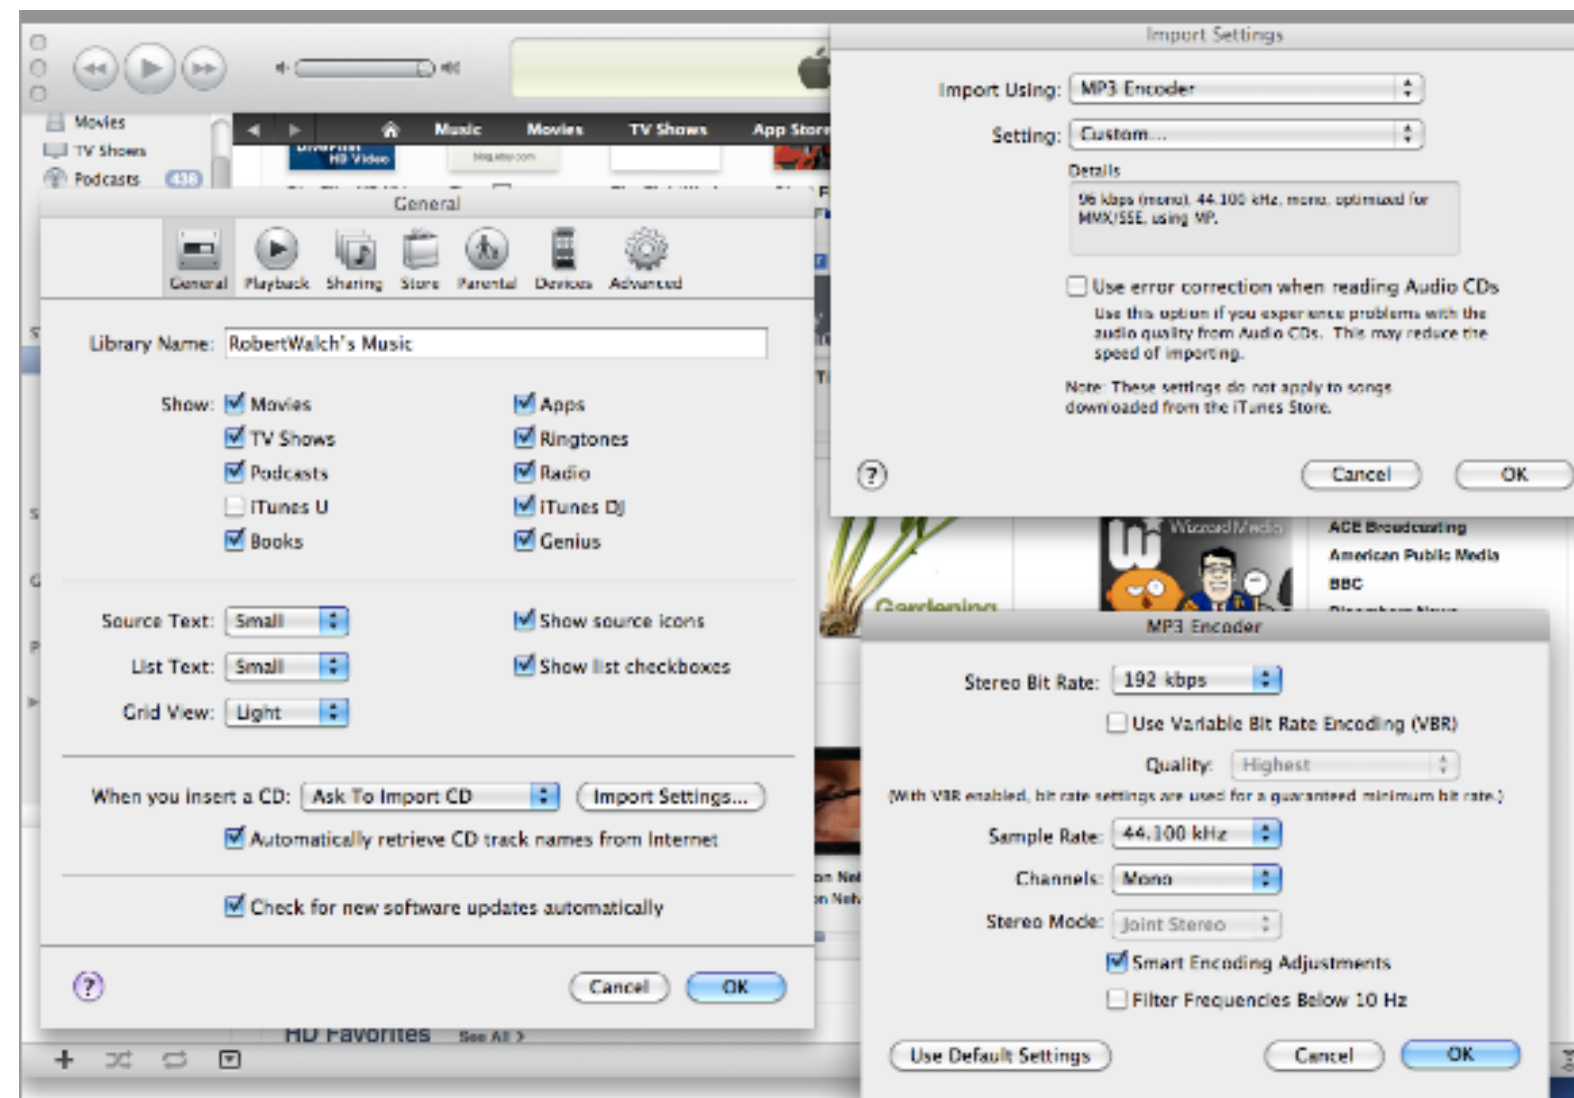 Movies
TV Shows
Podcasts 438
Music Movies TV Shows App Store
HD Video
General
General Playback Sharing Store Parental Devices Advanced
Library Name: RobertWalch's Music
Show: Movies Apps
TV Shows Ringtones
Podcasts Radio
iTunes U iTunes DJ
Books Genius
Source Text: Small Show source icons
List Text: Small Show list checkboxes
Grid View: Light
When you insert a CD: Ask To Import CD Import Settings...
Automatically retrieve CD track names from Internet
Check for new software updates automatically
? Cancel OK
HD Favorites See All >
Import Settings
Import Using: MP3 Encoder
Setting: Custom...
Details
96 kbps (mono), 44.100 kHz, mono, optimized for
MMX/SSE, using MP.
Use error correction when reading Audio CDs
Use this option if you experience problems with the
audio quality from Audio CDs. This may reduce the
speed of importing.
Note: These settings do not apply to songs
downloaded from the iTunes Store.
? Cancel OK
Wizzard Media
ACE Broadcasting
American Public Media
BBC
Gardening
MP3 Encoder
Stereo Bit Rate: 192 kbps
Use Variable Bit Rate Encoding (VBR)
Quality: Highest
(With VBR enabled, bit rate settings are used for a guaranteed minimum bit rate.)
Sample Rate: 44.100 kHz
Channels: Mono
Stereo Mode: Joint Stereo
Smart Encoding Adjustments
Filter Frequencies Below 10 Hz
Use Default Settings Cancel OK